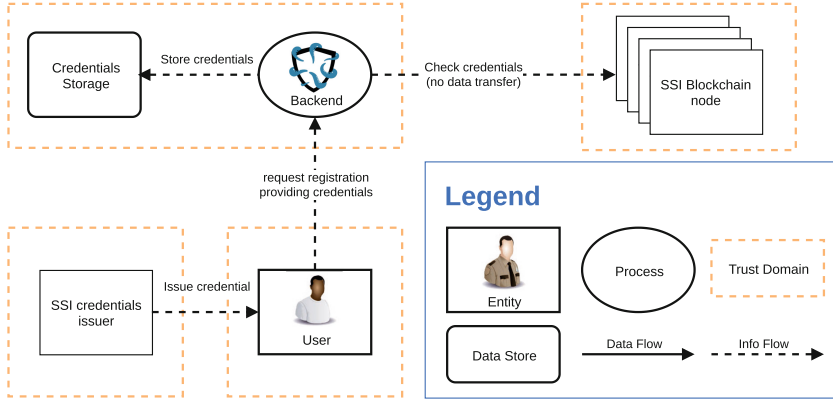 Credentials
Storage
Store credentials
Backend
Check credentials
(no data transfer)
SSI Blockchain
node
request registration
providing credentials
SSI credentials
issuer
Issue credential
User
Legend
Entity
Process
Trust Domain
Data Store
Data Flow
Info Flow